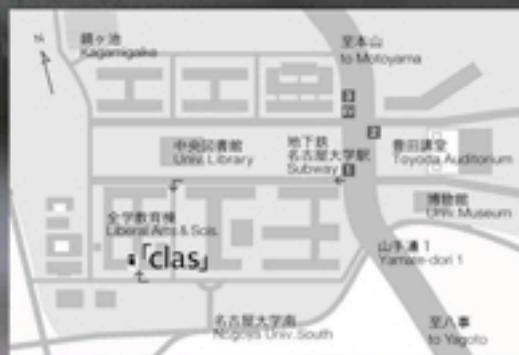 N
鏡ヶ池
Kagamigaike
至本山
to Motoyama
3
2
中央図書館
Univ. Library
地下鉄
名古屋大学駅
Subway
1
豊田講堂
Toyoda Auditorium
博物館
Univ. Museum
全学教育棟
Liberal Arts & Scis.
「clas」
山手通1
Yamate-dori 1
名古屋大学南
Nagoya Univ. South
至八事
to Yagoto